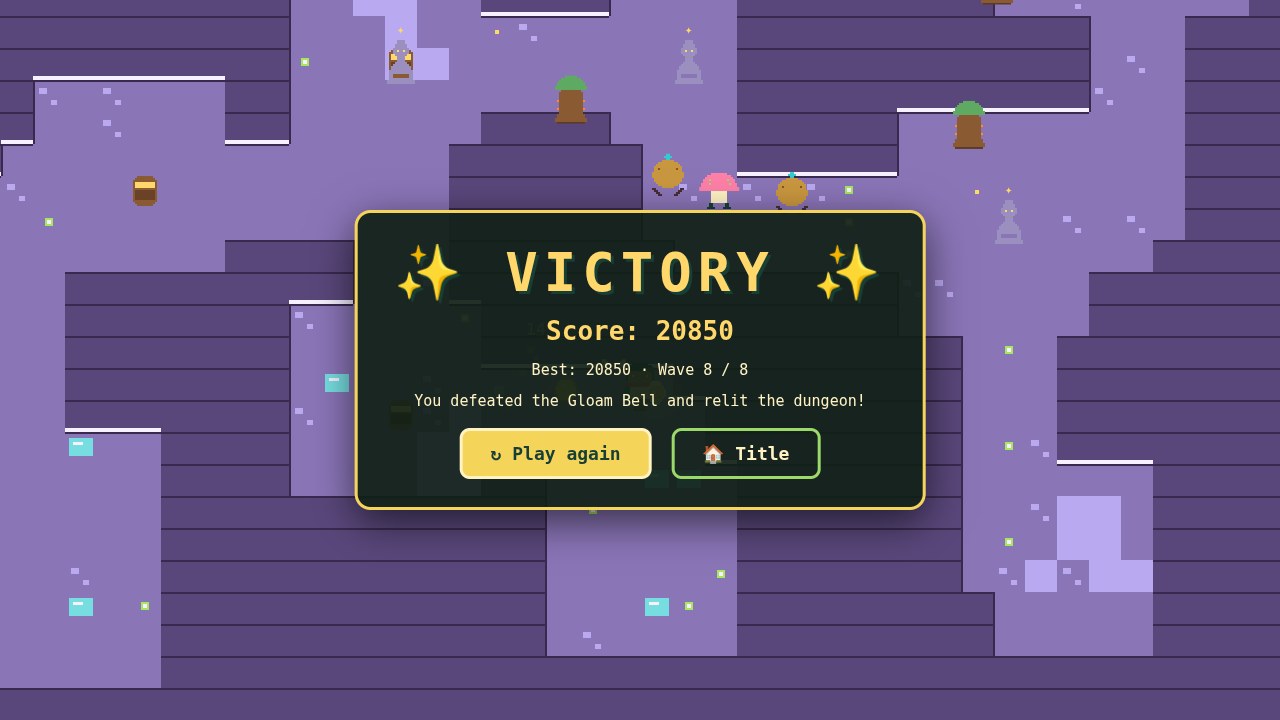 ✨ VICTORY ✨
Score: 20850
Best: 20850 · Wave 8 / 8
You defeated the Gloam Bell and relit the dungeon!
↻ Play again
🏠 Title